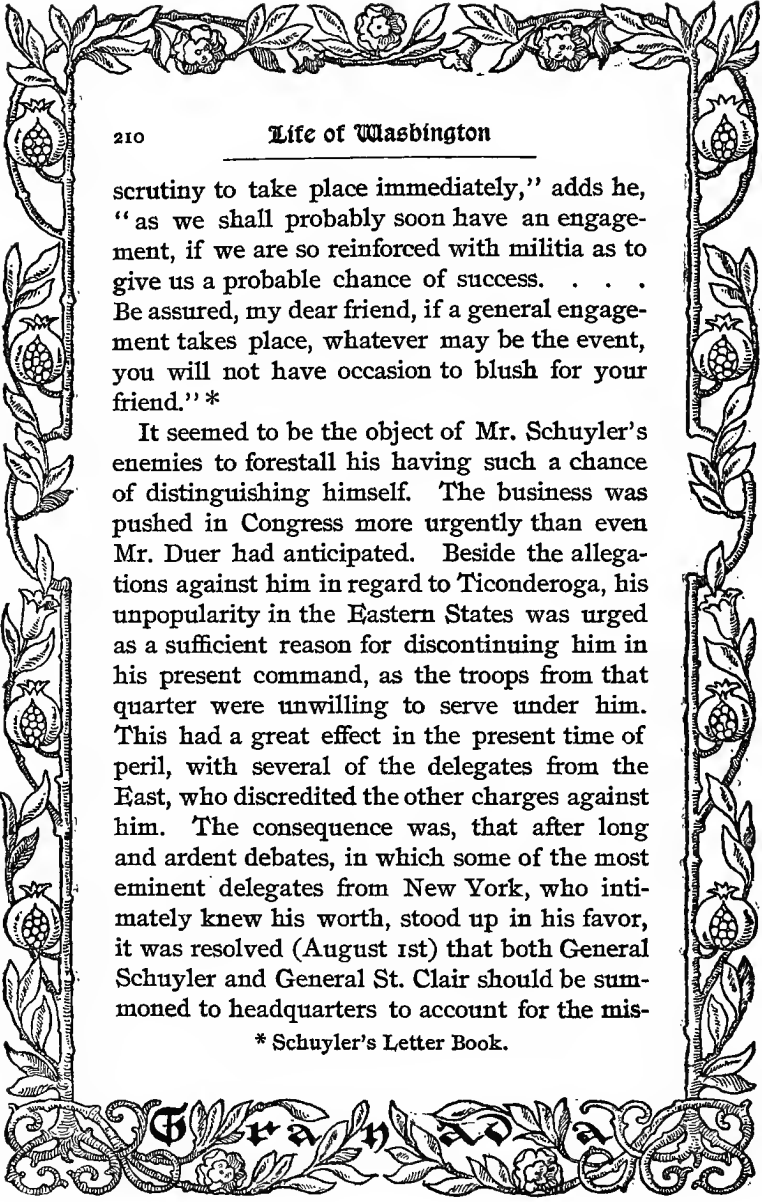 210 Life of Washington
scrutiny to take place immediately," adds he,
" as we shall probably soon have an engage-
ment, if we are so reinforced with militia as to
give us a probable chance of success. . . .
Be assured, my dear friend, if a general engage-
ment takes place, whatever may be the event,
you will not have occasion to blush for your
friend." *
It seemed to be the object of Mr. Schuyler's
enemies to forestall his having such a chance
of distinguishing himself. The business was
pushed in Congress more urgently than even
Mr. Duer had anticipated. Beside the allega-
tions against him in regard to Ticonderoga, his
unpopularity in the Eastern States was urged
as a sufficient reason for discontinuing him in
his present command, as the troops from that
quarter were unwilling to serve under him.
This had a great effect in the present time of
peril, with several of the delegates from the
East, who discredited the other charges against
him. The consequence was, that after long
and ardent debates, in which some of the most
eminent delegates from New York, who inti-
mately knew his worth, stood up in his favor,
it was resolved (August 1st) that both General
Schuyler and General St. Clair should be sum-
moned to headquarters to account for the mis-
* Schuyler's Letter Book.
Granada